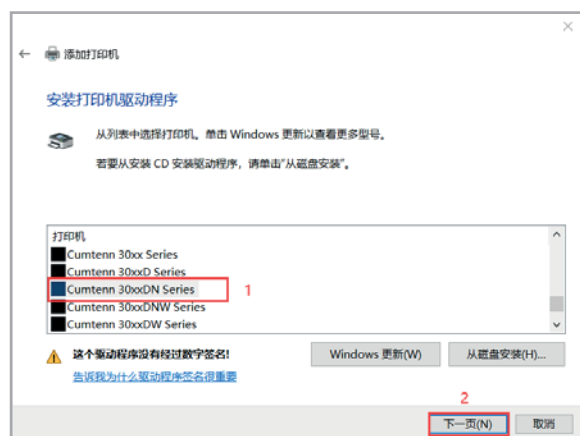 添加打印机
安装打印机驱动程序
从列表中选择打印机。单击 Windows 更新以查看更多型号。
若要从安装 CD 安装驱动程序，请单击"从磁盘安装"。
打印机
Cumtenn 30xx Series
Cumtenn 30xxD Series
Cumtenn 30xxDN Series
1
Cumtenn 30xxDNW Series
Cumtenn 30xxDW Series
这个驱动程序没有经过数字签名!
Windows 更新(W)
从磁盘安装(H)...
告诉我为什么驱动程序签名很重要
2
下一页(N)
取消